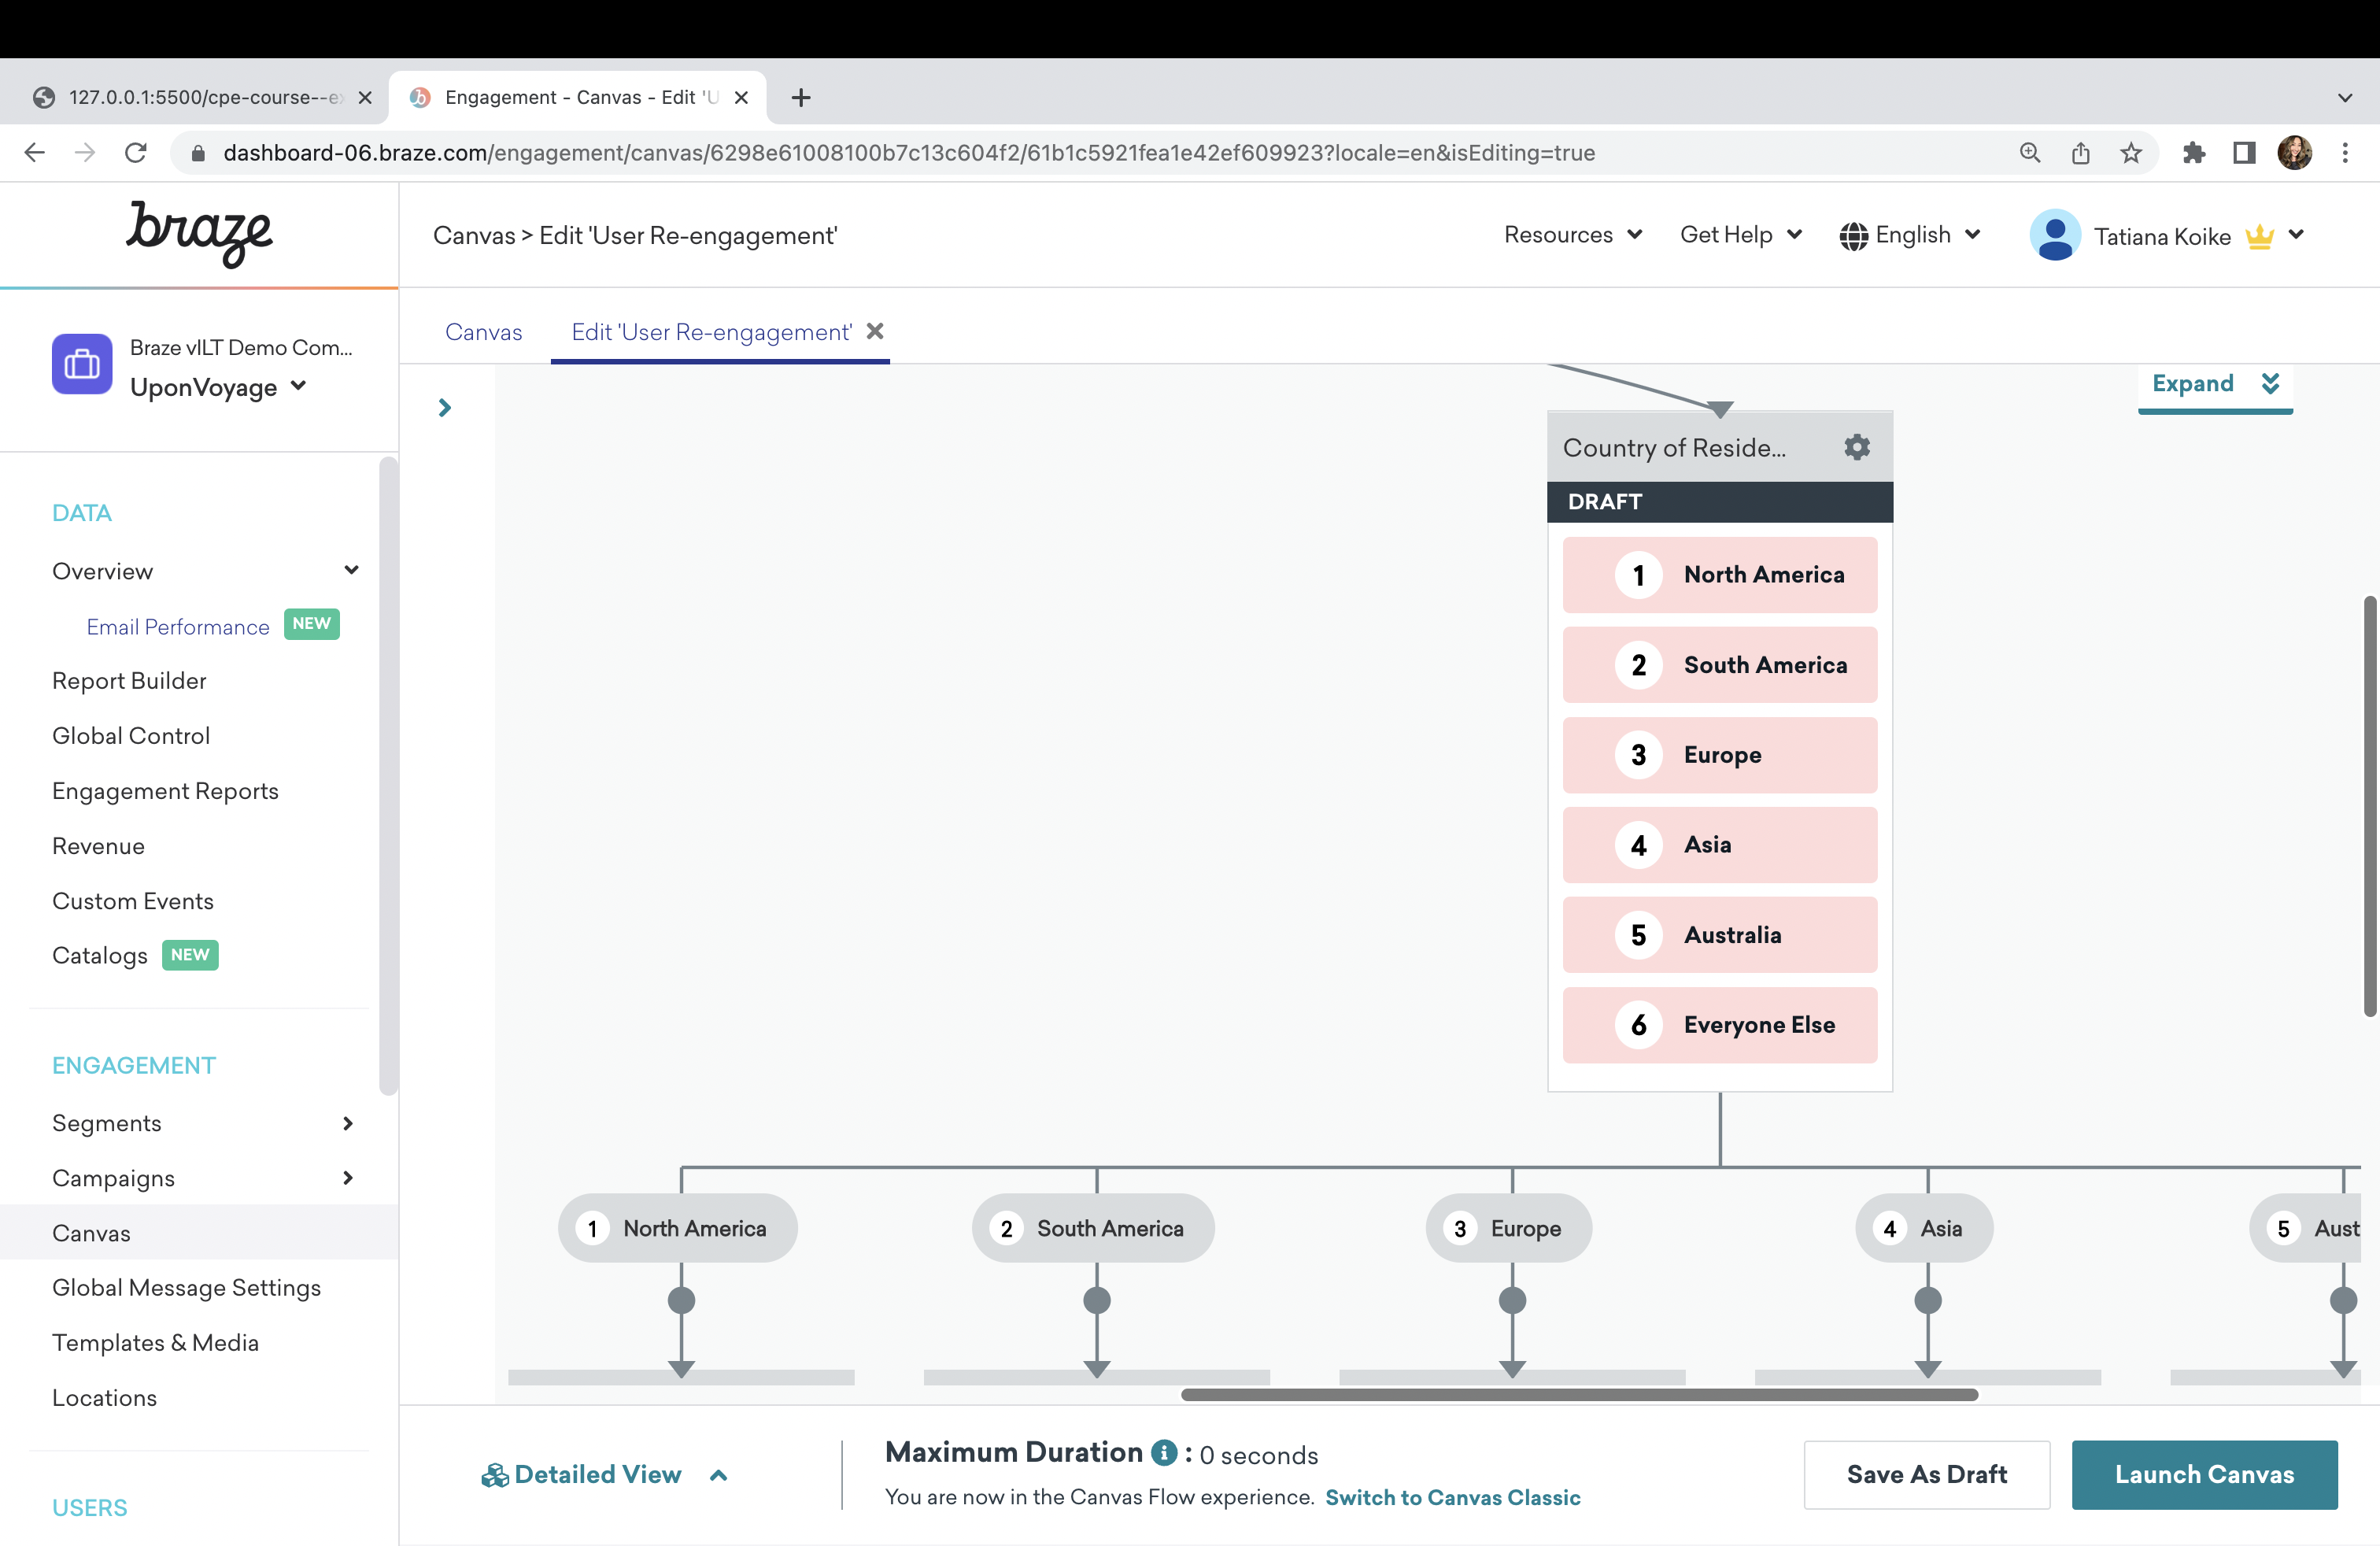 127.0.0.1:5500/cpe-course--e
Engagement - Canvas - Edit 'U
dashboard-06.braze.com/engagement/canvas/6298e61008100b7c13c604f2/61b1c5921fea1e42ef609923?locale=en&isEditing=true
braze
Canvas > Edit 'User Re-engagement'
Resources
Get Help
English
Tatiana Koike
Braze vILT Demo Com...
UponVoyage
Canvas
Edit 'User Re-engagement'
Expand
DATA
Overview
Email Performance NEW
Report Builder
Global Control
Engagement Reports
Revenue
Custom Events
Catalogs NEW
ENGAGEMENT
Segments
Campaigns
Canvas
Global Message Settings
Templates & Media
Locations
USERS
Country of Reside...
DRAFT
1 North America
2 South America
3 Europe
4 Asia
5 Australia
6 Everyone Else
1 North America
2 South America
3 Europe
4 Asia
5 Aust
Detailed View
Maximum Duration i : 0 seconds
You are now in the Canvas Flow experience. Switch to Canvas Classic
Save As Draft
Launch Canvas